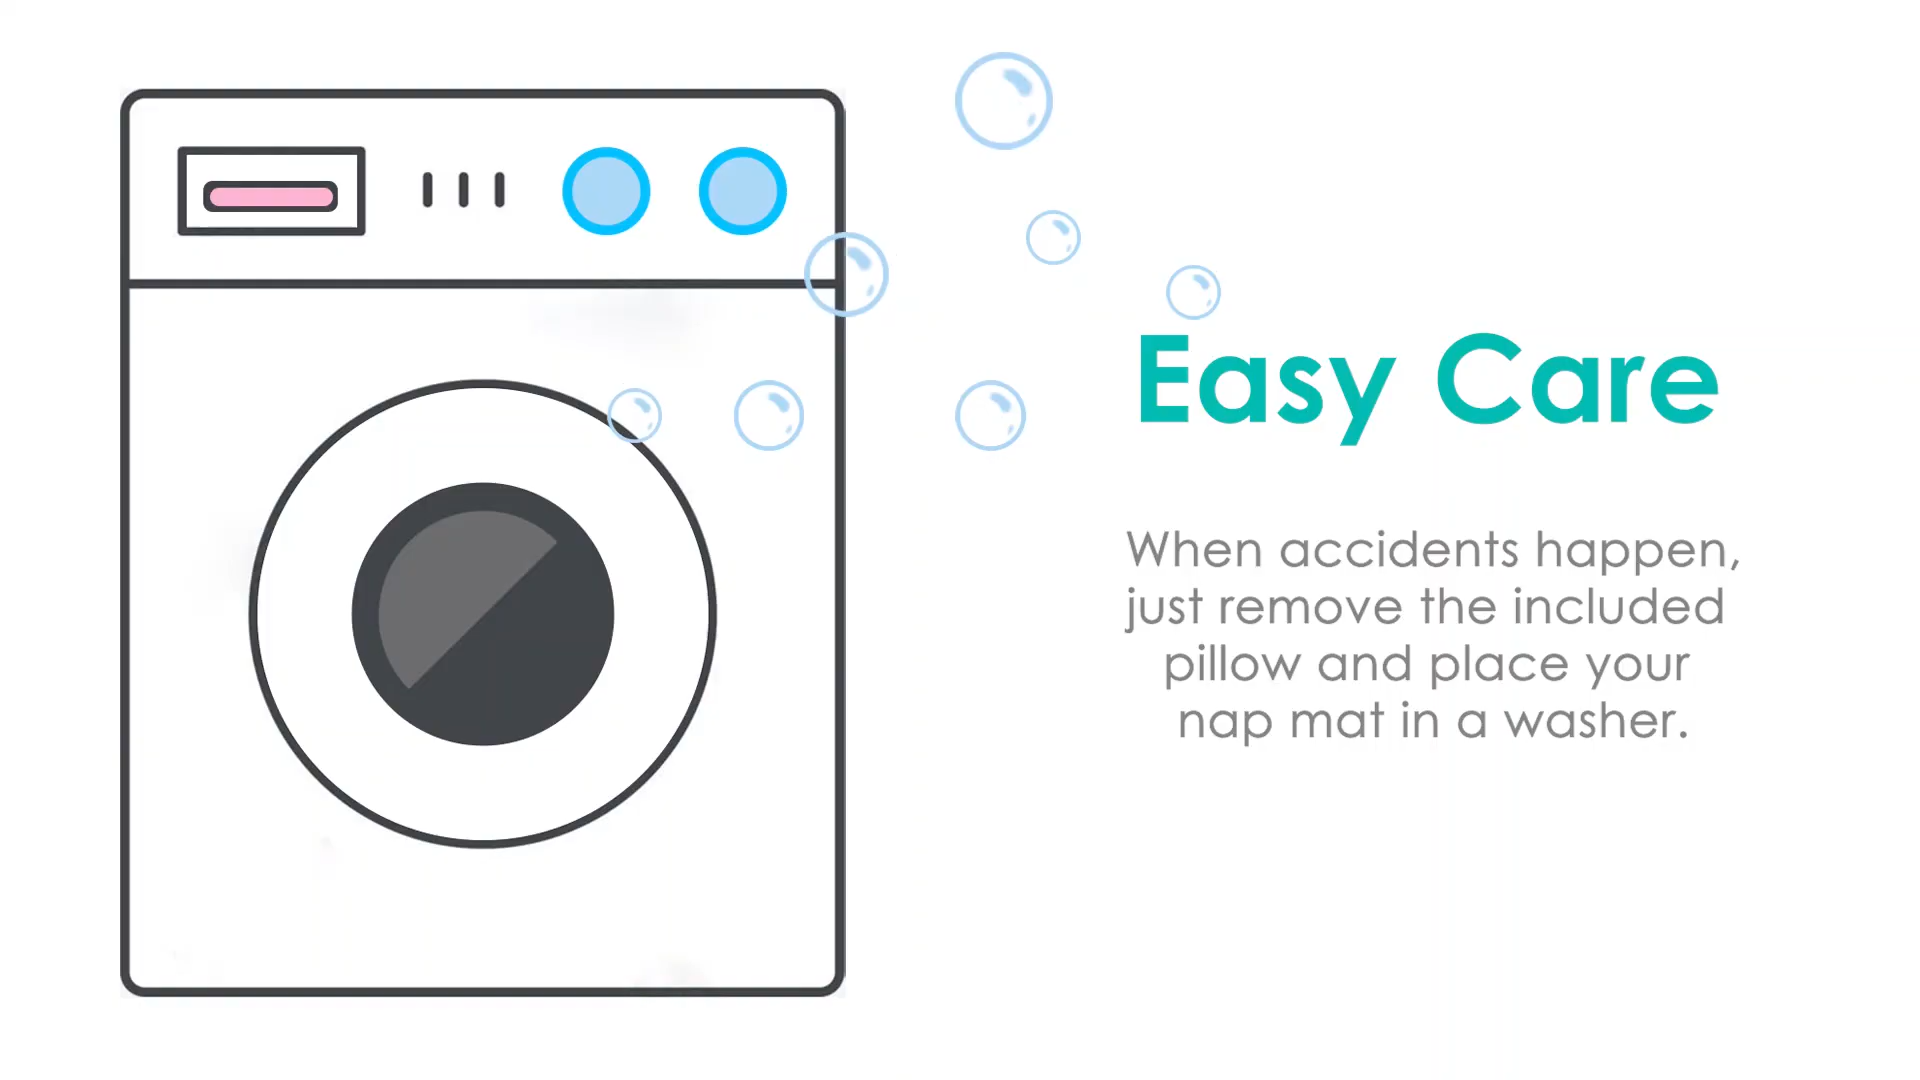 Easy Care
When accidents happen,
just remove the included
pillow and place your
nap mat in a washer.